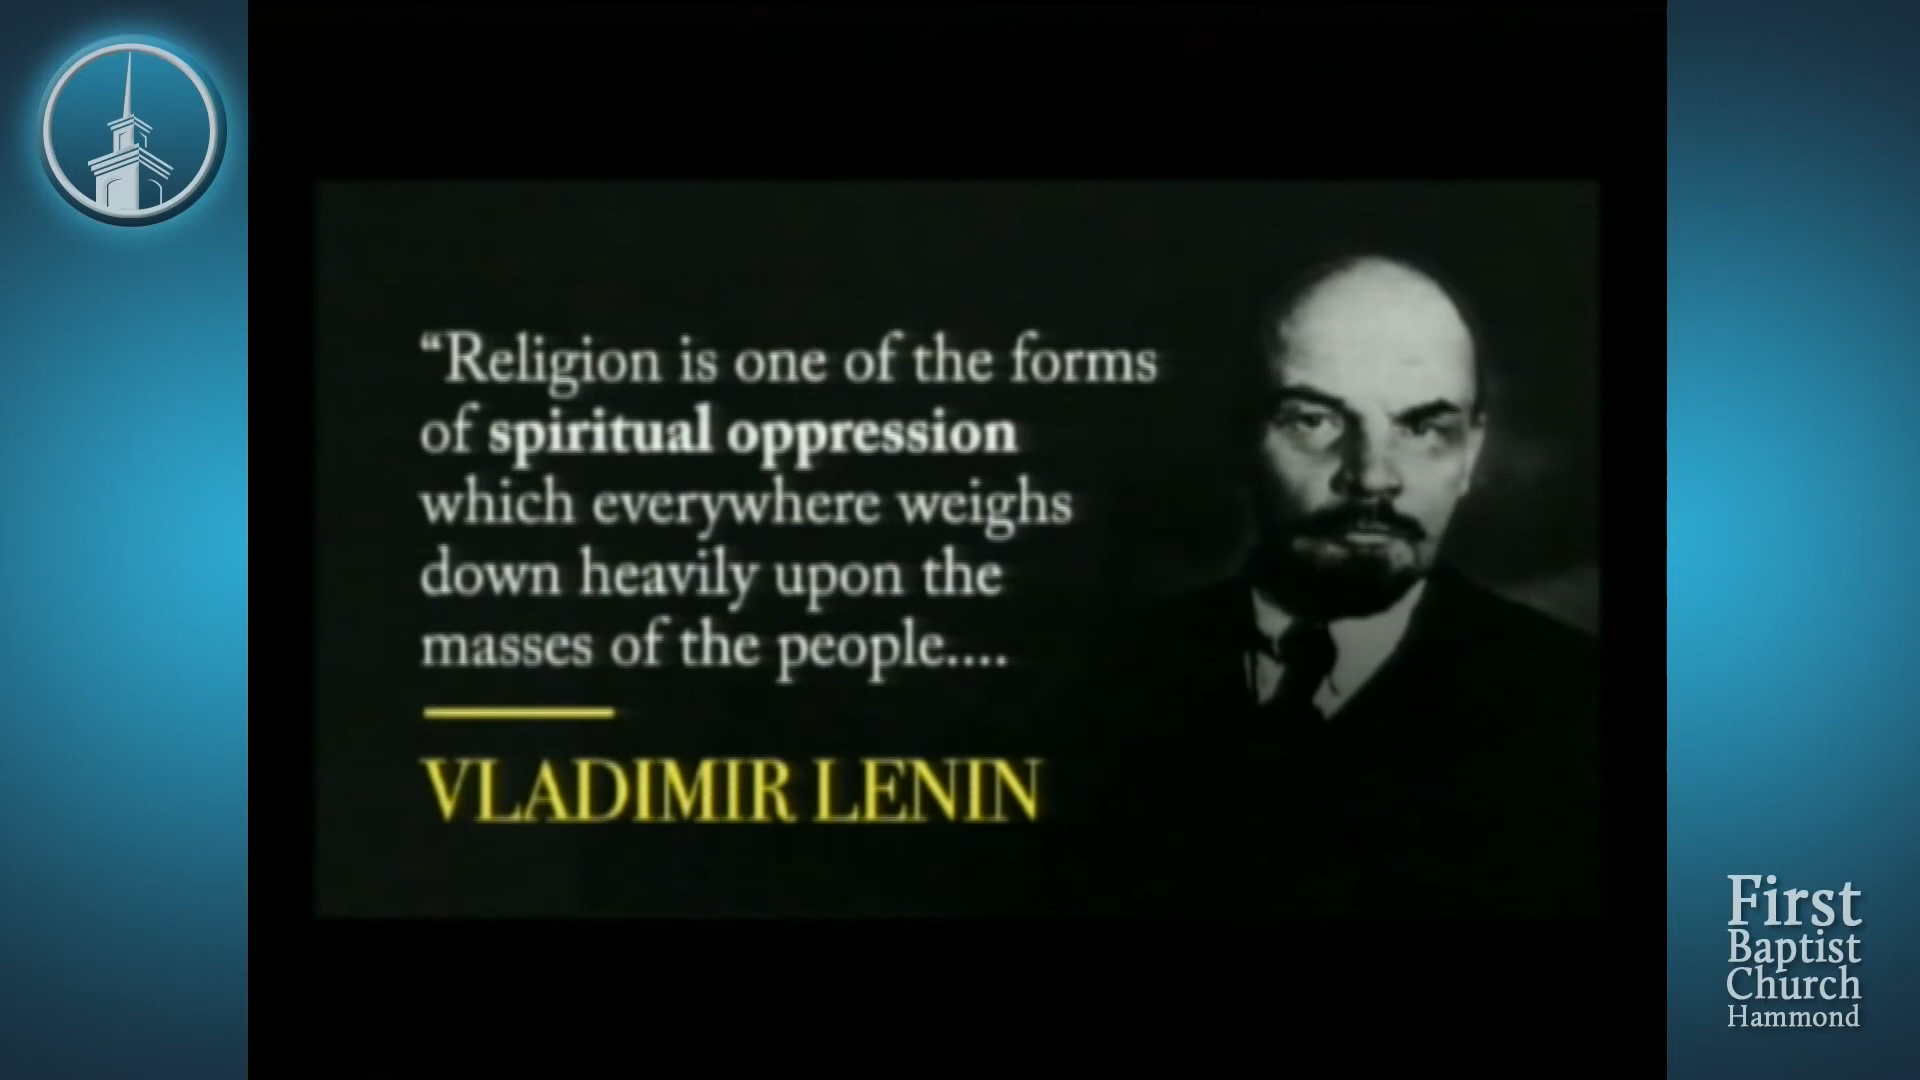 “Religion is one of the forms
of spiritual oppression
which everywhere weighs
down heavily upon the
masses of the people....
VLADIMIR LENIN
First
Baptist
Church
Hammond